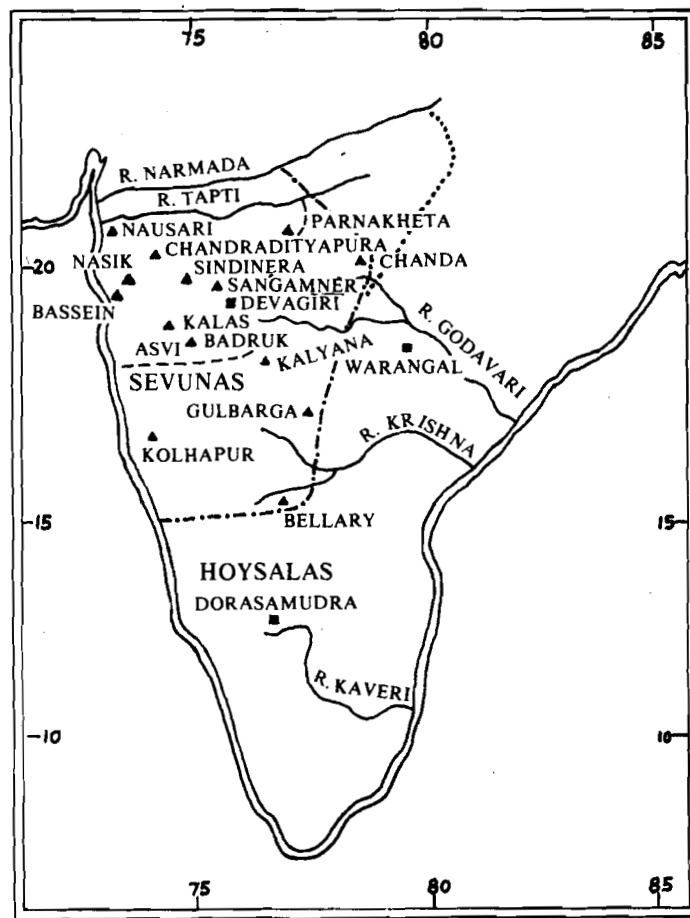 75 80 85
R. NARMADA
R. TAPTI
PARNAKHETA
NAUSARI
CHANDRADITYAPURA
CHANDA
20 20
NASIK
SINDINERA
SANGAMNER
DEVAGIRI
BASSEIN
R. GODAVARI
KALAS
ASVI BADRUK
KALYANA
WARANGAL
SEVUNAS
GULBARGA
R. KRISHNA
KOLHAPUR
15 15
BELLARY
HOYSALAS
DORASAMUDRA
R. KAVERI
10 10
75 80 85